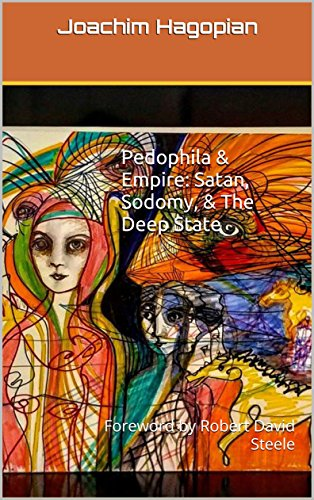 Joachim Hagopian
Pedophila &
Empire: Satan,
Sodomy, & The
Deep State
Foreword by Robert David
Steele